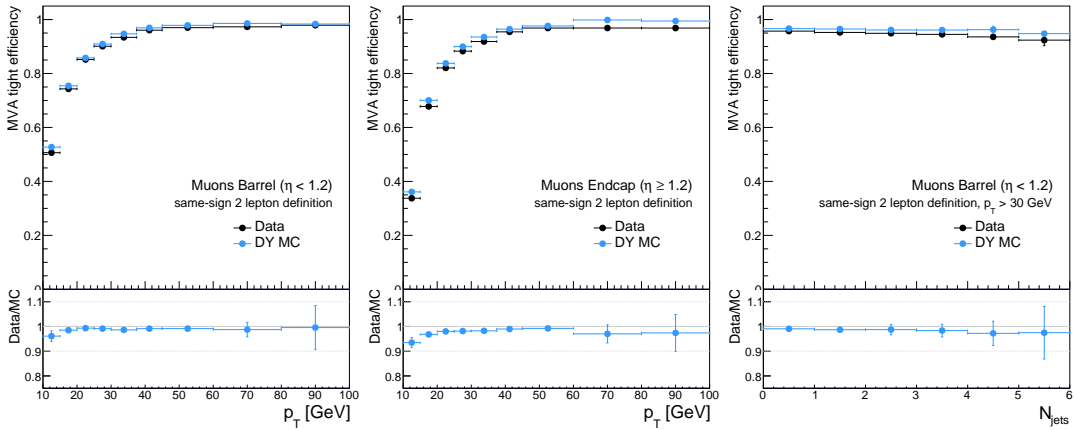 MVA tight efficiency
1
0.8
0.6
0.4
0.2
0
Muons Barrel (η < 1.2)
same-sign 2 lepton definition
Data
DY MC
Data/MC
1.1
1
0.9
0.8
10 20 30 40 50 60 70 80 90 100
p_T [GeV]
MVA tight efficiency
1
0.8
0.6
0.4
0.2
0
Muons Endcap (η ≥ 1.2)
same-sign 2 lepton definition
Data
DY MC
Data/MC
1.1
1
0.9
0.8
10 20 30 40 50 60 70 80 90 100
p_T [GeV]
MVA tight efficiency
1
0.8
0.6
0.4
0.2
0
Muons Barrel (η < 1.2)
same-sign 2 lepton definition, p_T > 30 GeV
Data
DY MC
Data/MC
1.1
1
0.9
0.8
0 1 2 3 4 5 6
N_jets